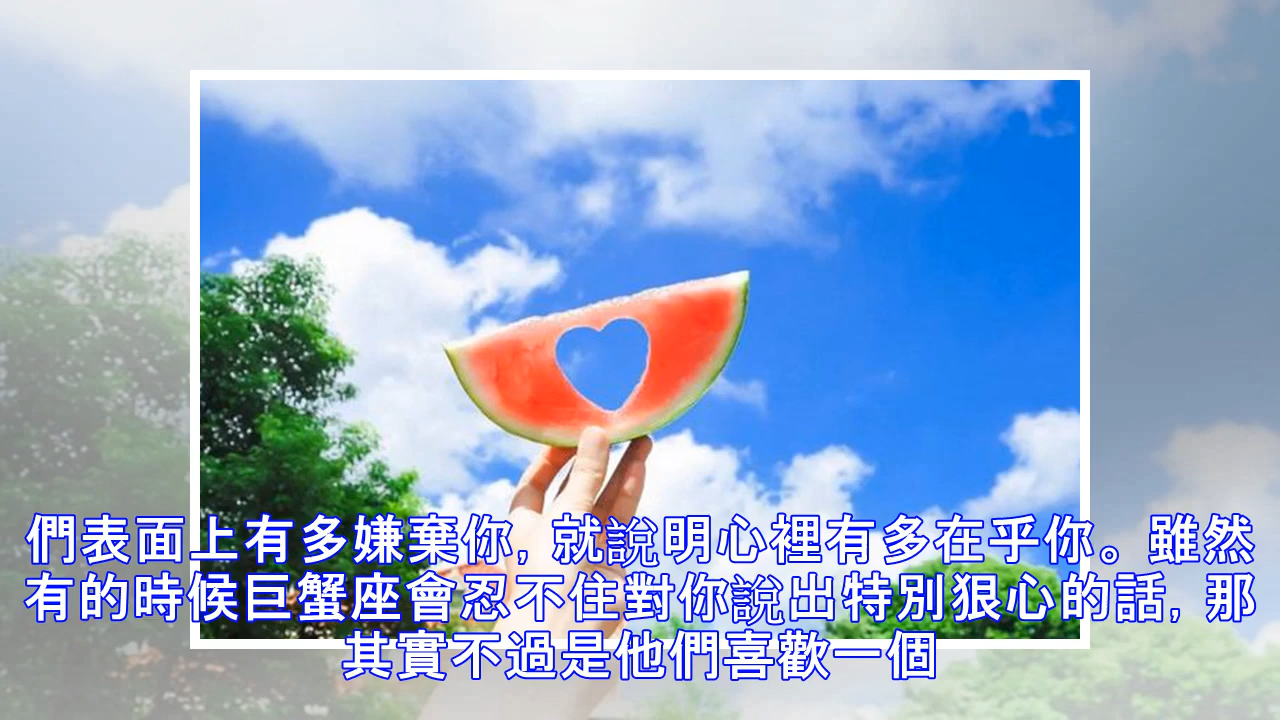 們表面上有多嫌棄你, 就說明心裡有多在乎你。雖然
有的時候巨蟹座會忍不住對你說出特別狠心的話, 那
其實不過是他們喜歡一個